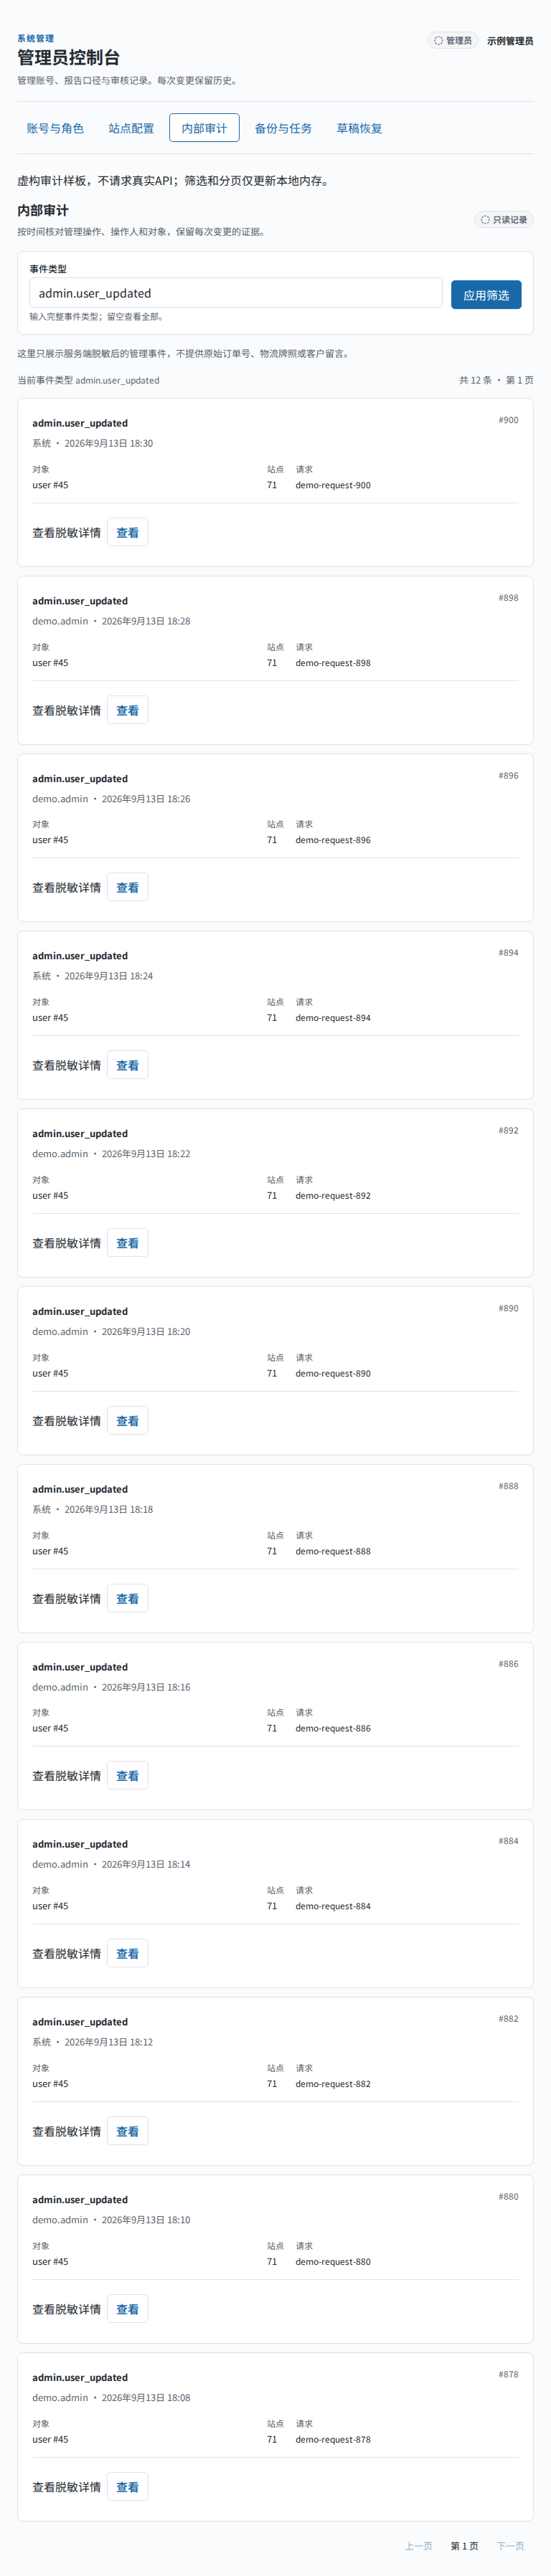 系统管理
管理员控制台
管理账号、报告口径与审核记录。每次变更保留历史。
管理员 示例管理员
账号与角色 站点配置 内部审计 备份与任务 草稿恢复
虚构审计样板，不请求真实API；筛选和分页仅更新本地内存。
内部审计
按时间核对管理操作、操作人和对象，保留每次变更的证据。
只读记录
事件类型
admin.user_updated
应用筛选
输入完整事件类型；留空查看全部。
这里只展示服务端脱敏后的管理事件，不提供原始订单号、物流牌照或客户留言。
当前事件类型 admin.user_updated 共 12 条 · 第 1 页
admin.user_updated #900
系统 · 2026年9月13日 18:30
对象 站点 请求
user #45 71 demo-request-900
查看脱敏详情 查看
admin.user_updated #898
demo.admin · 2026年9月13日 18:28
对象 站点 请求
user #45 71 demo-request-898
查看脱敏详情 查看
admin.user_updated #896
demo.admin · 2026年9月13日 18:26
对象 站点 请求
user #45 71 demo-request-896
查看脱敏详情 查看
admin.user_updated #894
系统 · 2026年9月13日 18:24
对象 站点 请求
user #45 71 demo-request-894
查看脱敏详情 查看
admin.user_updated #892
demo.admin · 2026年9月13日 18:22
对象 站点 请求
user #45 71 demo-request-892
查看脱敏详情 查看
admin.user_updated #890
demo.admin · 2026年9月13日 18:20
对象 站点 请求
user #45 71 demo-request-890
查看脱敏详情 查看
admin.user_updated #888
系统 · 2026年9月13日 18:18
对象 站点 请求
user #45 71 demo-request-888
查看脱敏详情 查看
admin.user_updated #886
demo.admin · 2026年9月13日 18:16
对象 站点 请求
user #45 71 demo-request-886
查看脱敏详情 查看
admin.user_updated #884
demo.admin · 2026年9月13日 18:14
对象 站点 请求
user #45 71 demo-request-884
查看脱敏详情 查看
admin.user_updated #882
系统 · 2026年9月13日 18:12
对象 站点 请求
user #45 71 demo-request-882
查看脱敏详情 查看
admin.user_updated #880
demo.admin · 2026年9月13日 18:10
对象 站点 请求
user #45 71 demo-request-880
查看脱敏详情 查看
admin.user_updated #878
demo.admin · 2026年9月13日 18:08
对象 站点 请求
user #45 71 demo-request-878
查看脱敏详情 查看
上一页 第 1 页 下一页